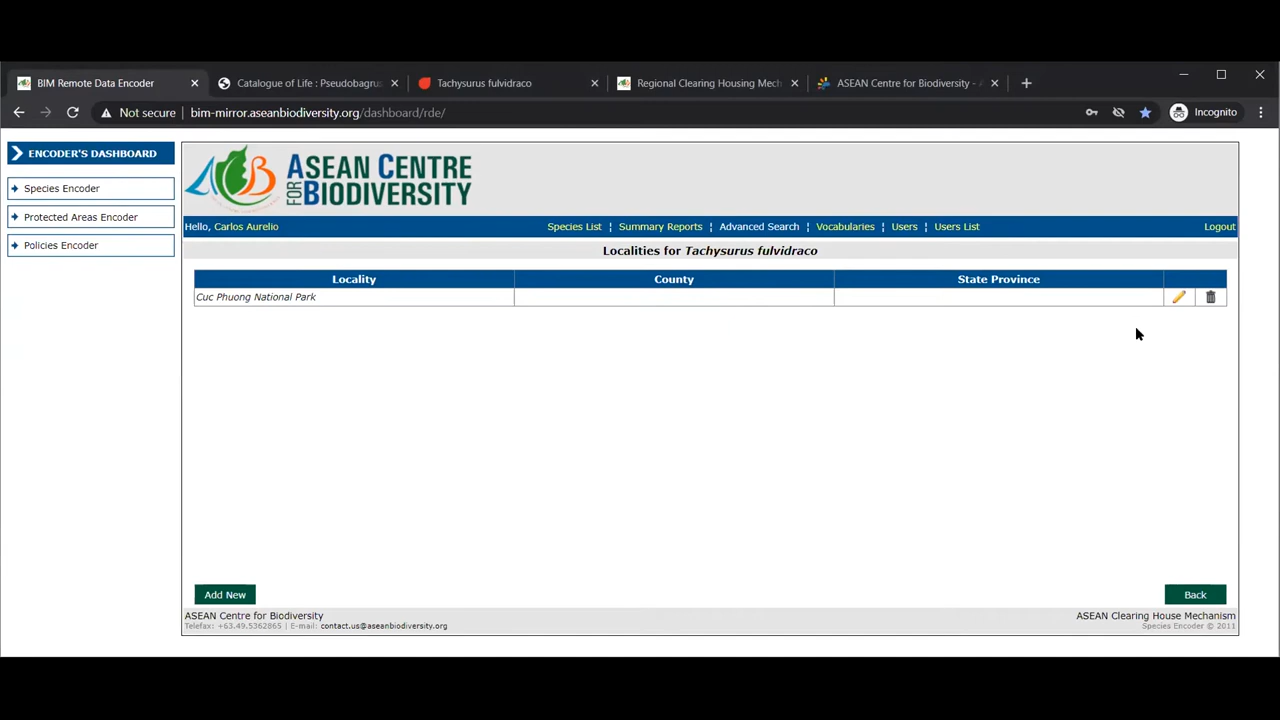 BIM Remote Data Encoder
Catalogue of Life : Pseudobagrus
Tachysurus fulvidraco
Regional Clearing Housing Mech
ASEAN Centre for Biodiversity - A
Not secure
bim-mirror.aseanbiodiversity.org/dashboard/rde/
Incognito
ENCODER'S DASHBOARD
Species Encoder
Protected Areas Encoder
Policies Encoder
ASEAN CENTRE
FOR BIODIVERSITY
Hello, Carlos Aurelio
Species List ¦ Summary Reports ¦ Advanced Search ¦ Vocabularies ¦ Users ¦ Users List
Logout
Localities for Tachysurus fulvidraco
Locality County State Province
Cuc Phuong National Park
Add New
Back
ASEAN Centre for Biodiversity
Telefax: +63.49.5362865 | E-mail: contact.us@aseanbiodiversity.org
ASEAN Clearing House Mechanism
Species Encoder © 2011